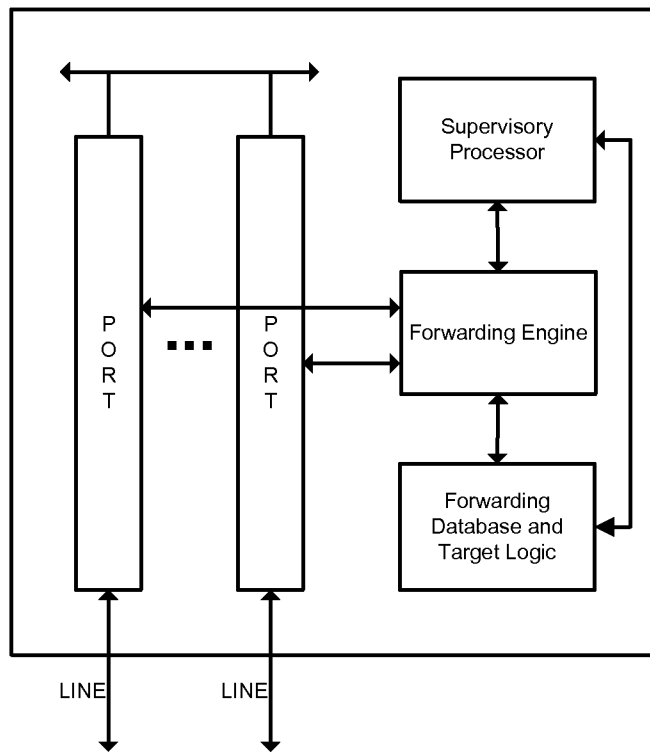 Supervisory
Processor
P
O
R
T
P
O
R
T
Forwarding Engine
Forwarding
Database and
Target Logic
LINE
LINE